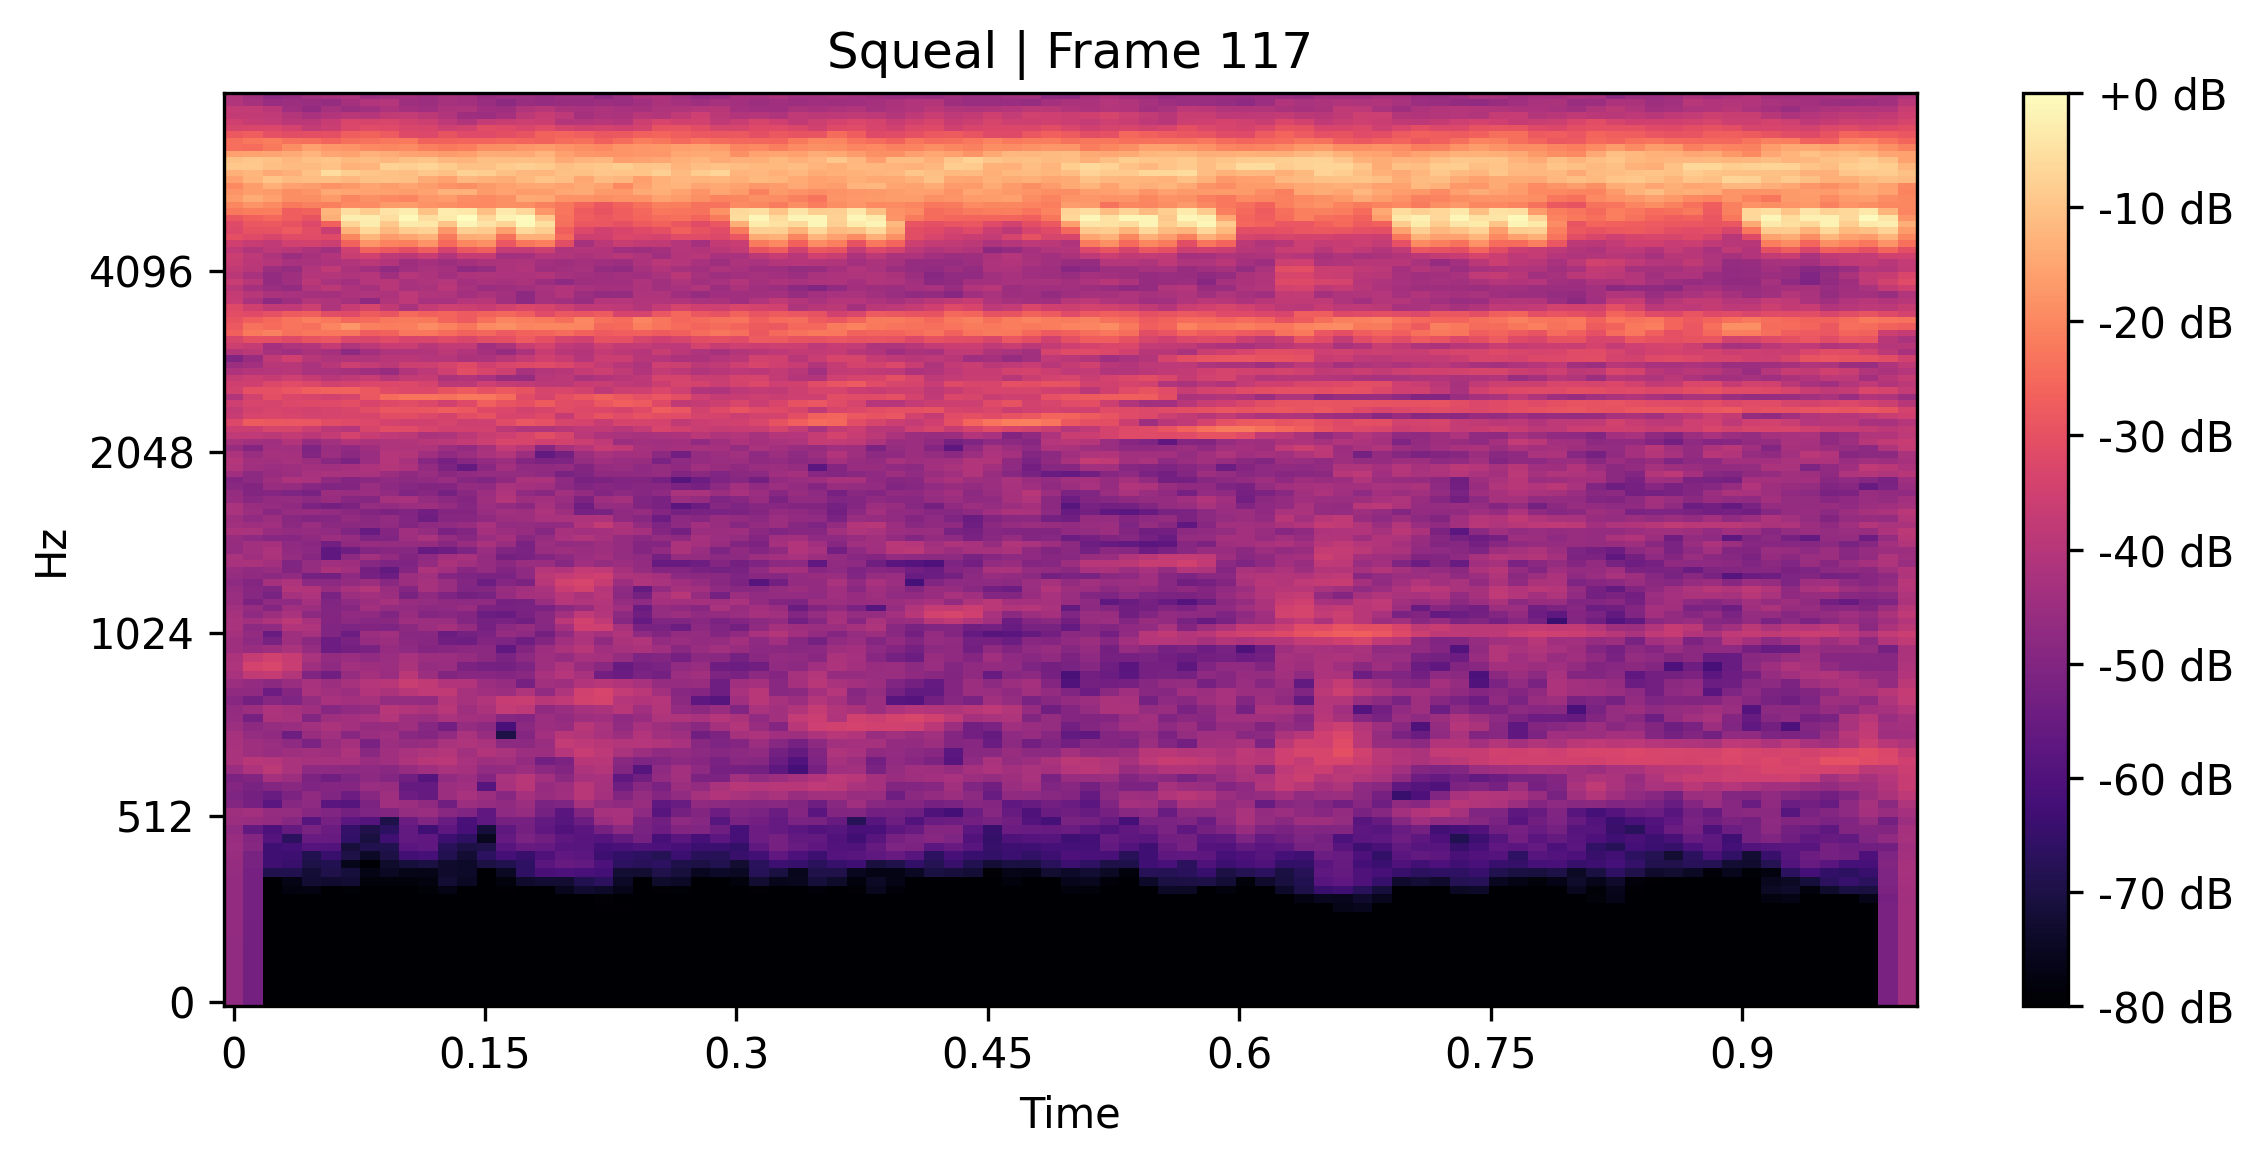 Squeal | Frame 117
Hz
4096
2048
1024
512
0
0 0.15 0.3 0.45 0.6 0.75 0.9
Time
+0 dB
-10 dB
-20 dB
-30 dB
-40 dB
-50 dB
-60 dB
-70 dB
-80 dB